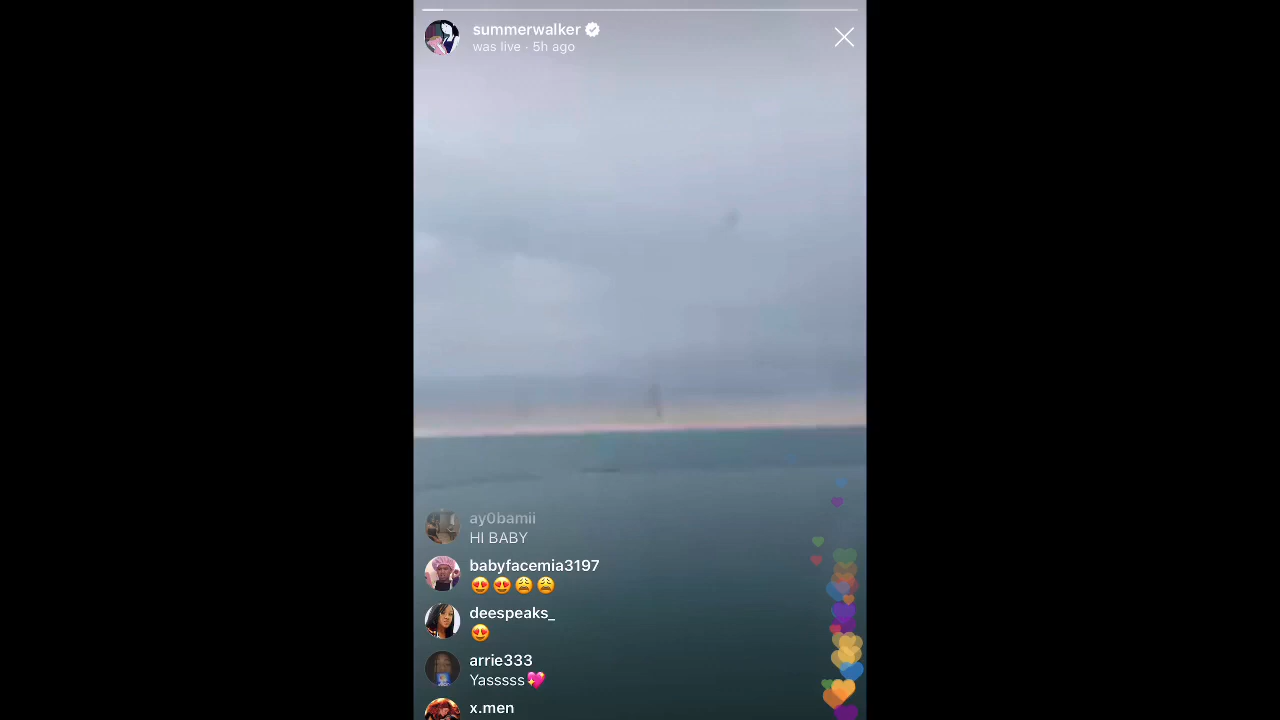 summerwalker
was live · 5h ago
ay0bamii
HI BABY
babyfacemia3197
😍😍😩😩
deespeaks_
😍
arrie333
Yasssss💖
x.men